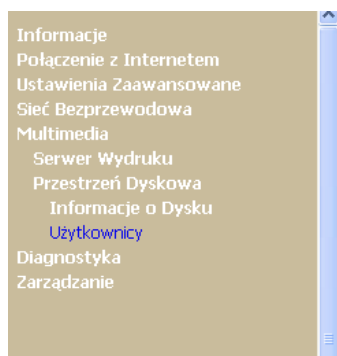 Informacje
Połączenie z Internetem
Ustawienia Zaawansowane
Sieć Bezprzewodowa
Multimedia
Serwer Wydruku
Przestrzeń Dyskowa
Informacje o Dysku
Użytkownicy
Diagnostyka
Zarządzanie